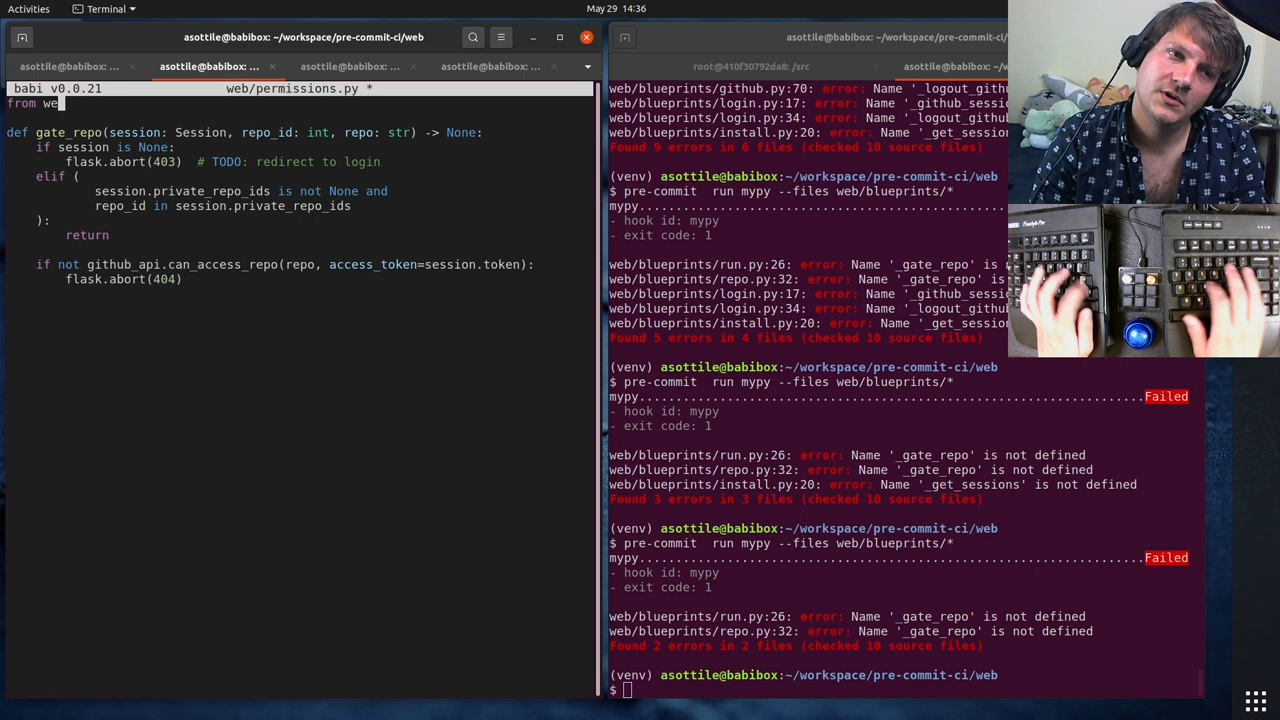 Activities
Terminal
May 29 14:36
asottile@babibox: ~/workspace/pre-commit-ci/web
asottile@babibox: ...
asottile@babibox: ...
asottile@babibox: ...
asottile@babibox: ...
babi v0.0.21 web/permissions.py *
from we
def gate_repo(session: Session, repo_id: int, repo: str) -> None:
if session is None:
flask.abort(403) # TODO: redirect to login
elif (
session.private_repo_ids is not None and
repo_id in session.private_repo_ids
):
return
if not github_api.can_access_repo(repo, access_token=session.token):
flask.abort(404)
asottile@babibox: ~/workspace/pre-commit-ci/
root@410f30792da8: /src
asottile@babibox: ~/w
web/blueprints/github.py:70: error: Name '_logout_gith
web/blueprints/login.py:17: error: Name '_github_sessi
web/blueprints/login.py:34: error: Name '_logout_githu
web/blueprints/install.py:20: error: Name '_get_sessio
Found 9 errors in 6 files (checked 10 source files)
(venv) asottile@babibox:~/workspace/pre-commit-ci/web
$ pre-commit run mypy --files web/blueprints/*
mypy....................................................
- hook id: mypy
- exit code: 1
web/blueprints/run.py:26: error: Name '_gate_repo' is n
web/blueprints/repo.py:32: error: Name '_gate_repo' is
web/blueprints/login.py:17: error: Name '_github_sessio
web/blueprints/login.py:34: error: Name '_logout_github
web/blueprints/install.py:20: error: Name '_get_session
Found 5 errors in 4 files (checked 10 source files)
(venv) asottile@babibox:~/workspace/pre-commit-ci/web
$ pre-commit run mypy --files web/blueprints/*
mypy.....................................................................Failed
- hook id: mypy
- exit code: 1
web/blueprints/run.py:26: error: Name '_gate_repo' is not defined
web/blueprints/repo.py:32: error: Name '_gate_repo' is not defined
web/blueprints/install.py:20: error: Name '_get_sessions' is not defined
Found 3 errors in 3 files (checked 10 source files)
(venv) asottile@babibox:~/workspace/pre-commit-ci/web
$ pre-commit run mypy --files web/blueprints/*
mypy.....................................................................Failed
- hook id: mypy
- exit code: 1
web/blueprints/run.py:26: error: Name '_gate_repo' is not defined
web/blueprints/repo.py:32: error: Name '_gate_repo' is not defined
Found 2 errors in 2 files (checked 10 source files)
(venv) asottile@babibox:~/workspace/pre-commit-ci/web
$